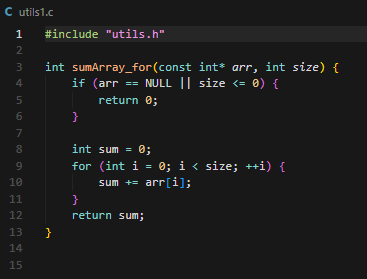 utils1.c
1 #include "utils.h"
2
3 int sumArray_for(const int* arr, int size) {
4     if (arr == NULL || size <= 0) {
5         return 0;
6     }
7
8     int sum = 0;
9     for (int i = 0; i < size; ++i) {
10         sum += arr[i];
11     }
12     return sum;
13 }
14
15